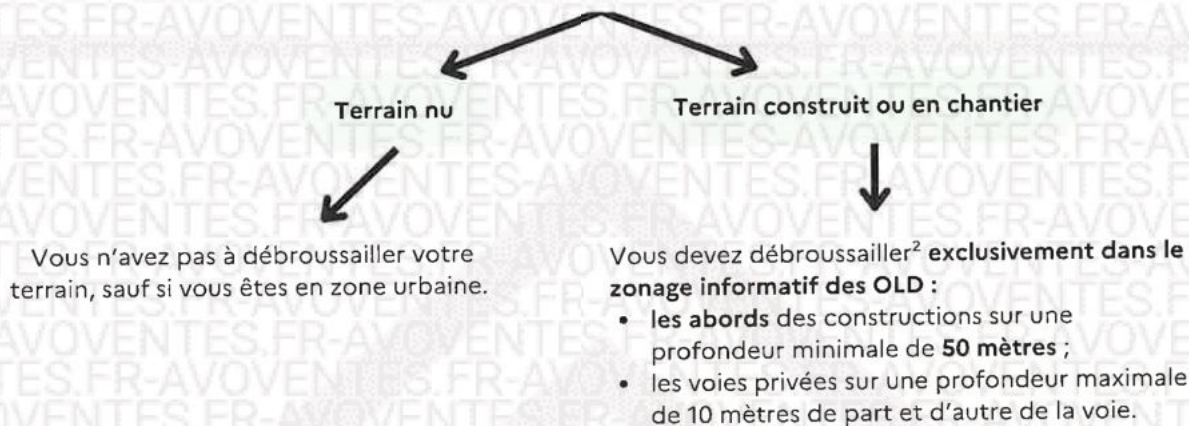 Terrain nu
Terrain construit ou en chantier
Vous n'avez pas à débroussailler votre
terrain, sauf si vous êtes en zone urbaine.
Vous devez débroussailler² exclusivement dans le
zonage informatif des OLD :
• les abords des constructions sur une
profondeur minimale de 50 mètres ;
• les voies privées sur une profondeur maximale
de 10 mètres de part et d'autre de la voie.